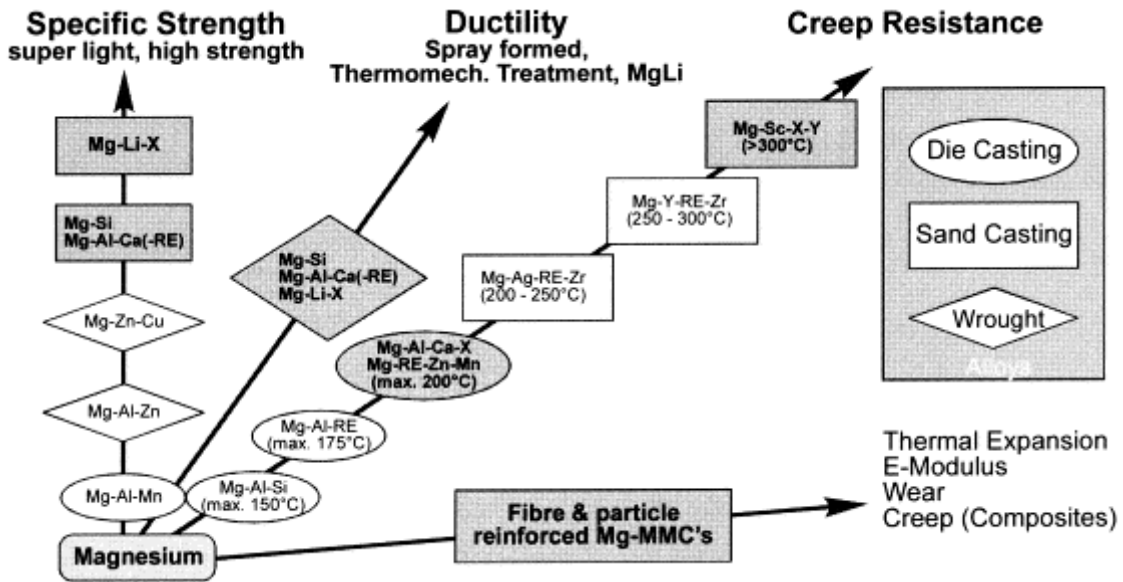 Specific Strength
super light, high strength
Ductility
Spray formed,
Thermomech. Treatment, MgLi
Creep Resistance
Mg-Li-X
Mg-Si
Mg-Al-Ca(-RE)
Mg-Zn-Cu
Mg-Al-Zn
Mg-Al-Mn
Magnesium
Mg-Si
Mg-Al-Ca(-RE)
Mg-Li-X
Mg-Sc-X-Y
(>300°C)
Mg-Y-RE-Zr
(250 - 300°C)
Mg-Ag-RE-Zr
(200 - 250°C)
Mg-Al-Ca-X
Mg-RE-Zn-Mn
(max. 200°C)
Mg-Al-RE
(max. 175°C)
Mg-Al-Si
(max. 150°C)
Fibre & particle
reinforced Mg-MMC's
Die Casting
Sand Casting
Wrought
Alloys
Thermal Expansion
E-Modulus
Wear
Creep (Composites)